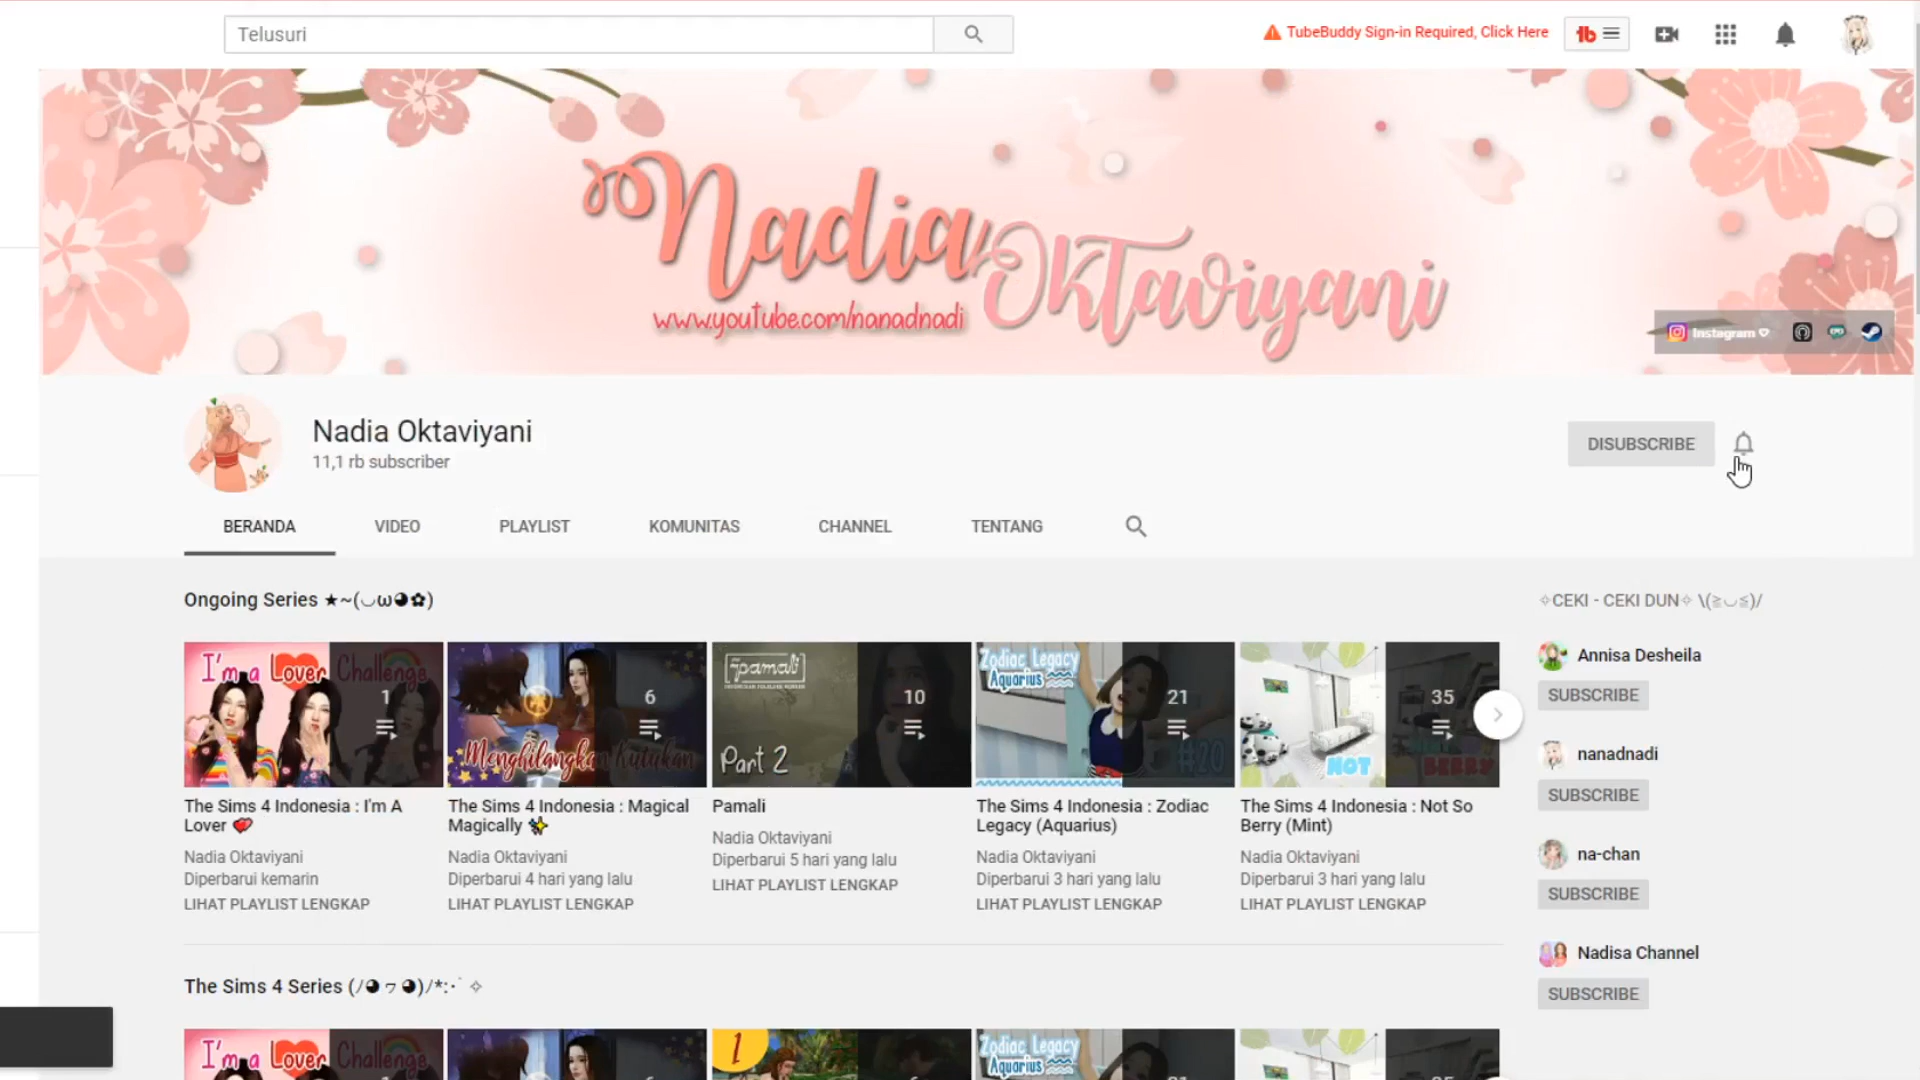 Telusuri
TubeBuddy Sign-in Required, Click Here
tb
Nadia
Oktaviyani
www.youtube.com/nanadnadi
Instagram ♡
Nadia Oktaviyani
11,1 rb subscriber
DISUBSCRIBE
BERANDA VIDEO PLAYLIST KOMUNITAS CHANNEL TENTANG
Ongoing Series ★~(◡ω◕✿)
I'm a Lover Challenge
1
Menghilangkan Kutukan
6
pamali
Part 2
10
Zodiac Legacy
Aquarius
#20
21
NOT
BERRY
35
The Sims 4 Indonesia : I'm A
Lover 💕
Nadia Oktaviyani
Diperbarui kemarin
LIHAT PLAYLIST LENGKAP
The Sims 4 Indonesia : Magical
Magically ✨
Nadia Oktaviyani
Diperbarui 4 hari yang lalu
LIHAT PLAYLIST LENGKAP
Pamali
Nadia Oktaviyani
Diperbarui 5 hari yang lalu
LIHAT PLAYLIST LENGKAP
The Sims 4 Indonesia : Zodiac
Legacy (Aquarius)
Nadia Oktaviyani
Diperbarui 3 hari yang lalu
LIHAT PLAYLIST LENGKAP
The Sims 4 Indonesia : Not So
Berry (Mint)
Nadia Oktaviyani
Diperbarui 3 hari yang lalu
LIHAT PLAYLIST LENGKAP
✧CEKI - CEKI DUN✧ \(≧◡≦)/
Annisa Desheila
SUBSCRIBE
nanadnadi
SUBSCRIBE
na-chan
SUBSCRIBE
Nadisa Channel
SUBSCRIBE
The Sims 4 Series (/◕ヮ◕)/*:･ﾟ✧
I'm a Lover Challenge
1
Zodiac Legacy
Aquarius